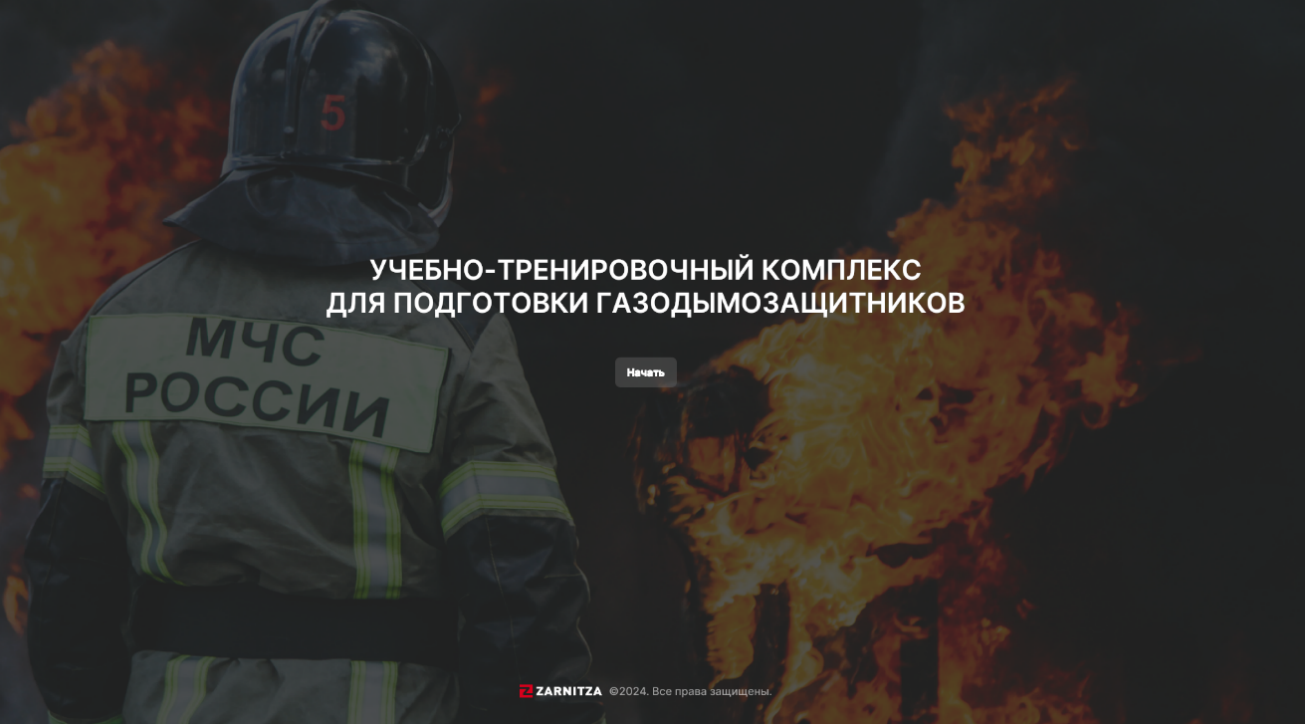 5
УЧЕБНО-ТРЕНИРОВОЧНЫЙ КОМПЛЕКС
ДЛЯ ПОДГОТОВКИ ГАЗОДЫМОЗАЩИТНИКОВ
МЧС
РОССИИ
Начать
ZARNITZA ©2024. Все права защищены.